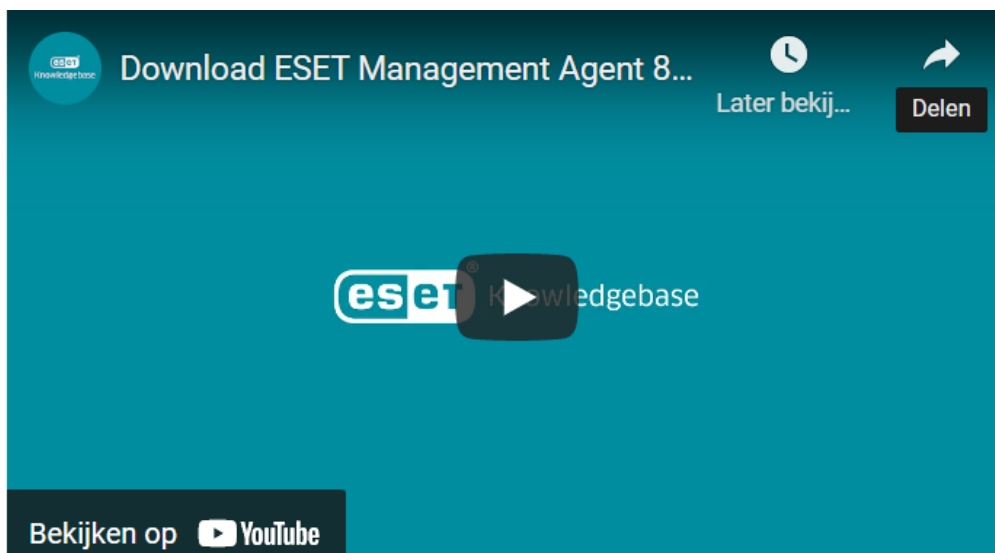 eset
Knowledgebase
Download ESET Management Agent 8...
Later bekij...
Delen
eset® Knowledgebase
Bekijken op YouTube